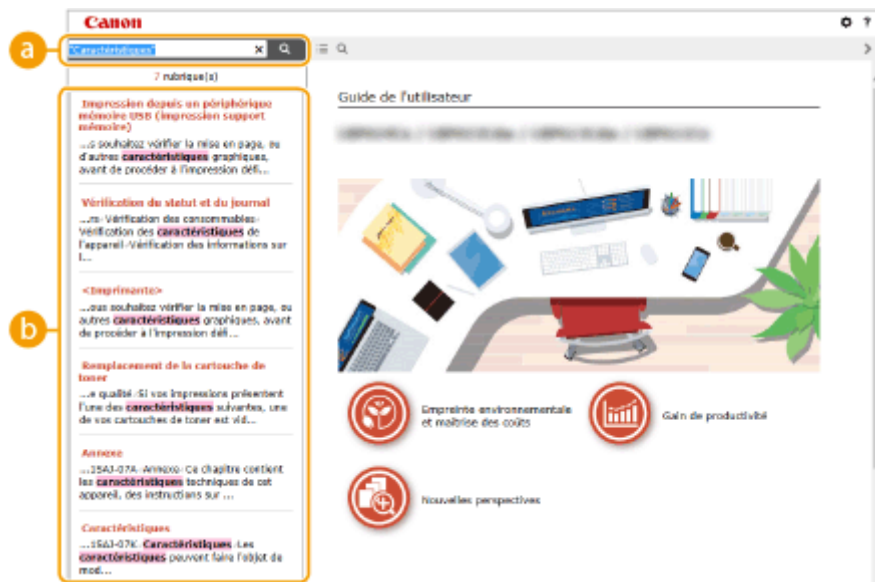 Canon
?
a
"Caractéristiques"
7 rubrique(s)
b
Impression depuis un périphérique
mémoire USB (impression support
mémoire)
...s souhaitez vérifier la mise en page, ou
d'autres caractéristiques graphiques,
avant de procéder à l'impression défi...
Vérification du statut et du journal
...rs-Vérification des consommables-
Vérification des caractéristiques de
l'appareil-Vérification des informations sur
l...
<Imprimante>
...ous souhaitez vérifier la mise en page, ou
autres caractéristiques graphiques, avant
de procéder à l'impression défi...
Remplacement de la cartouche de
toner
...e qualité-Si vos impressions présentent
l'une des caractéristiques suivantes, une
de vos cartouches de toner est vid...
Annexe
...15AJ-07A-Annexe-Ce chapitre contient
les caractéristiques techniques de cet
appareil, des instructions sur ...
Caractéristiques
...15AJ-07K-Caractéristiques-Les
caractéristiques peuvent faire l'objet de
mod...
Guide de l'utilisateur
Empreinte environnementale
et maîtrise des coûts
Gain de productivité
Nouvelles perspectives